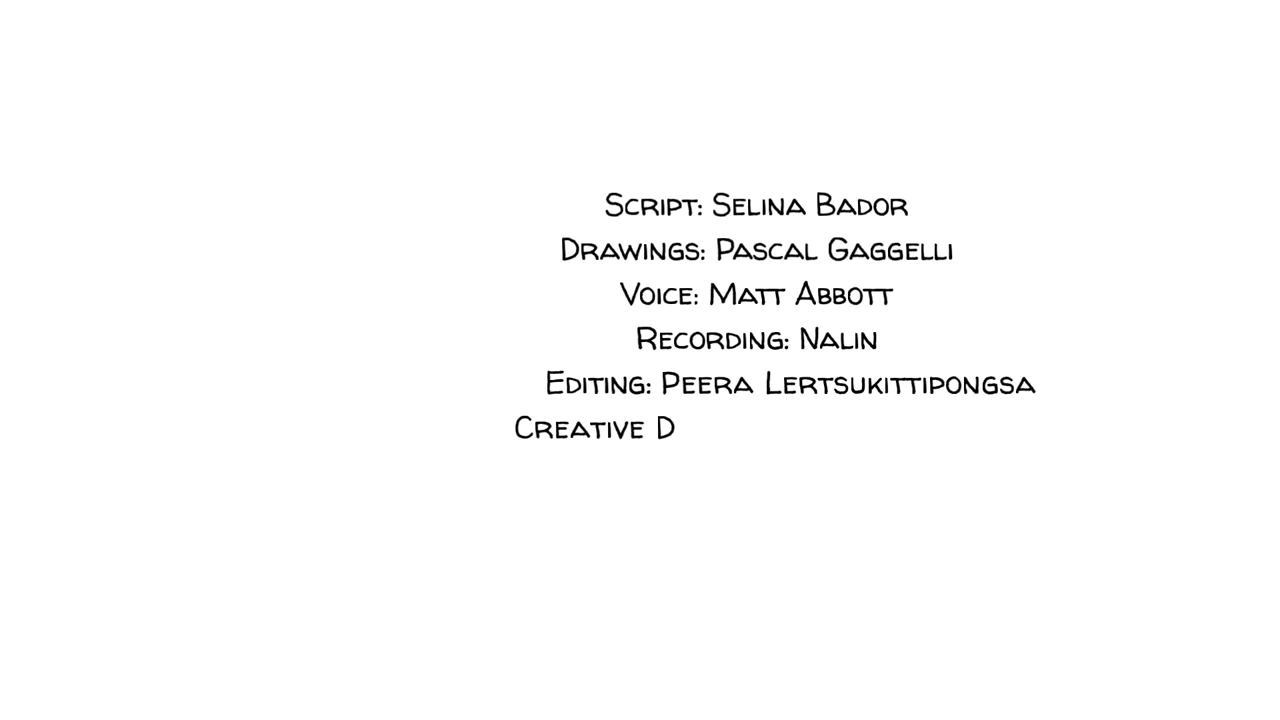 Script: Selina Bador
Drawings: Pascal Gaggelli
Voice: Matt Abbott
Recording: Nalin
Editing: Peera Lertsukittipongsa
Creative D